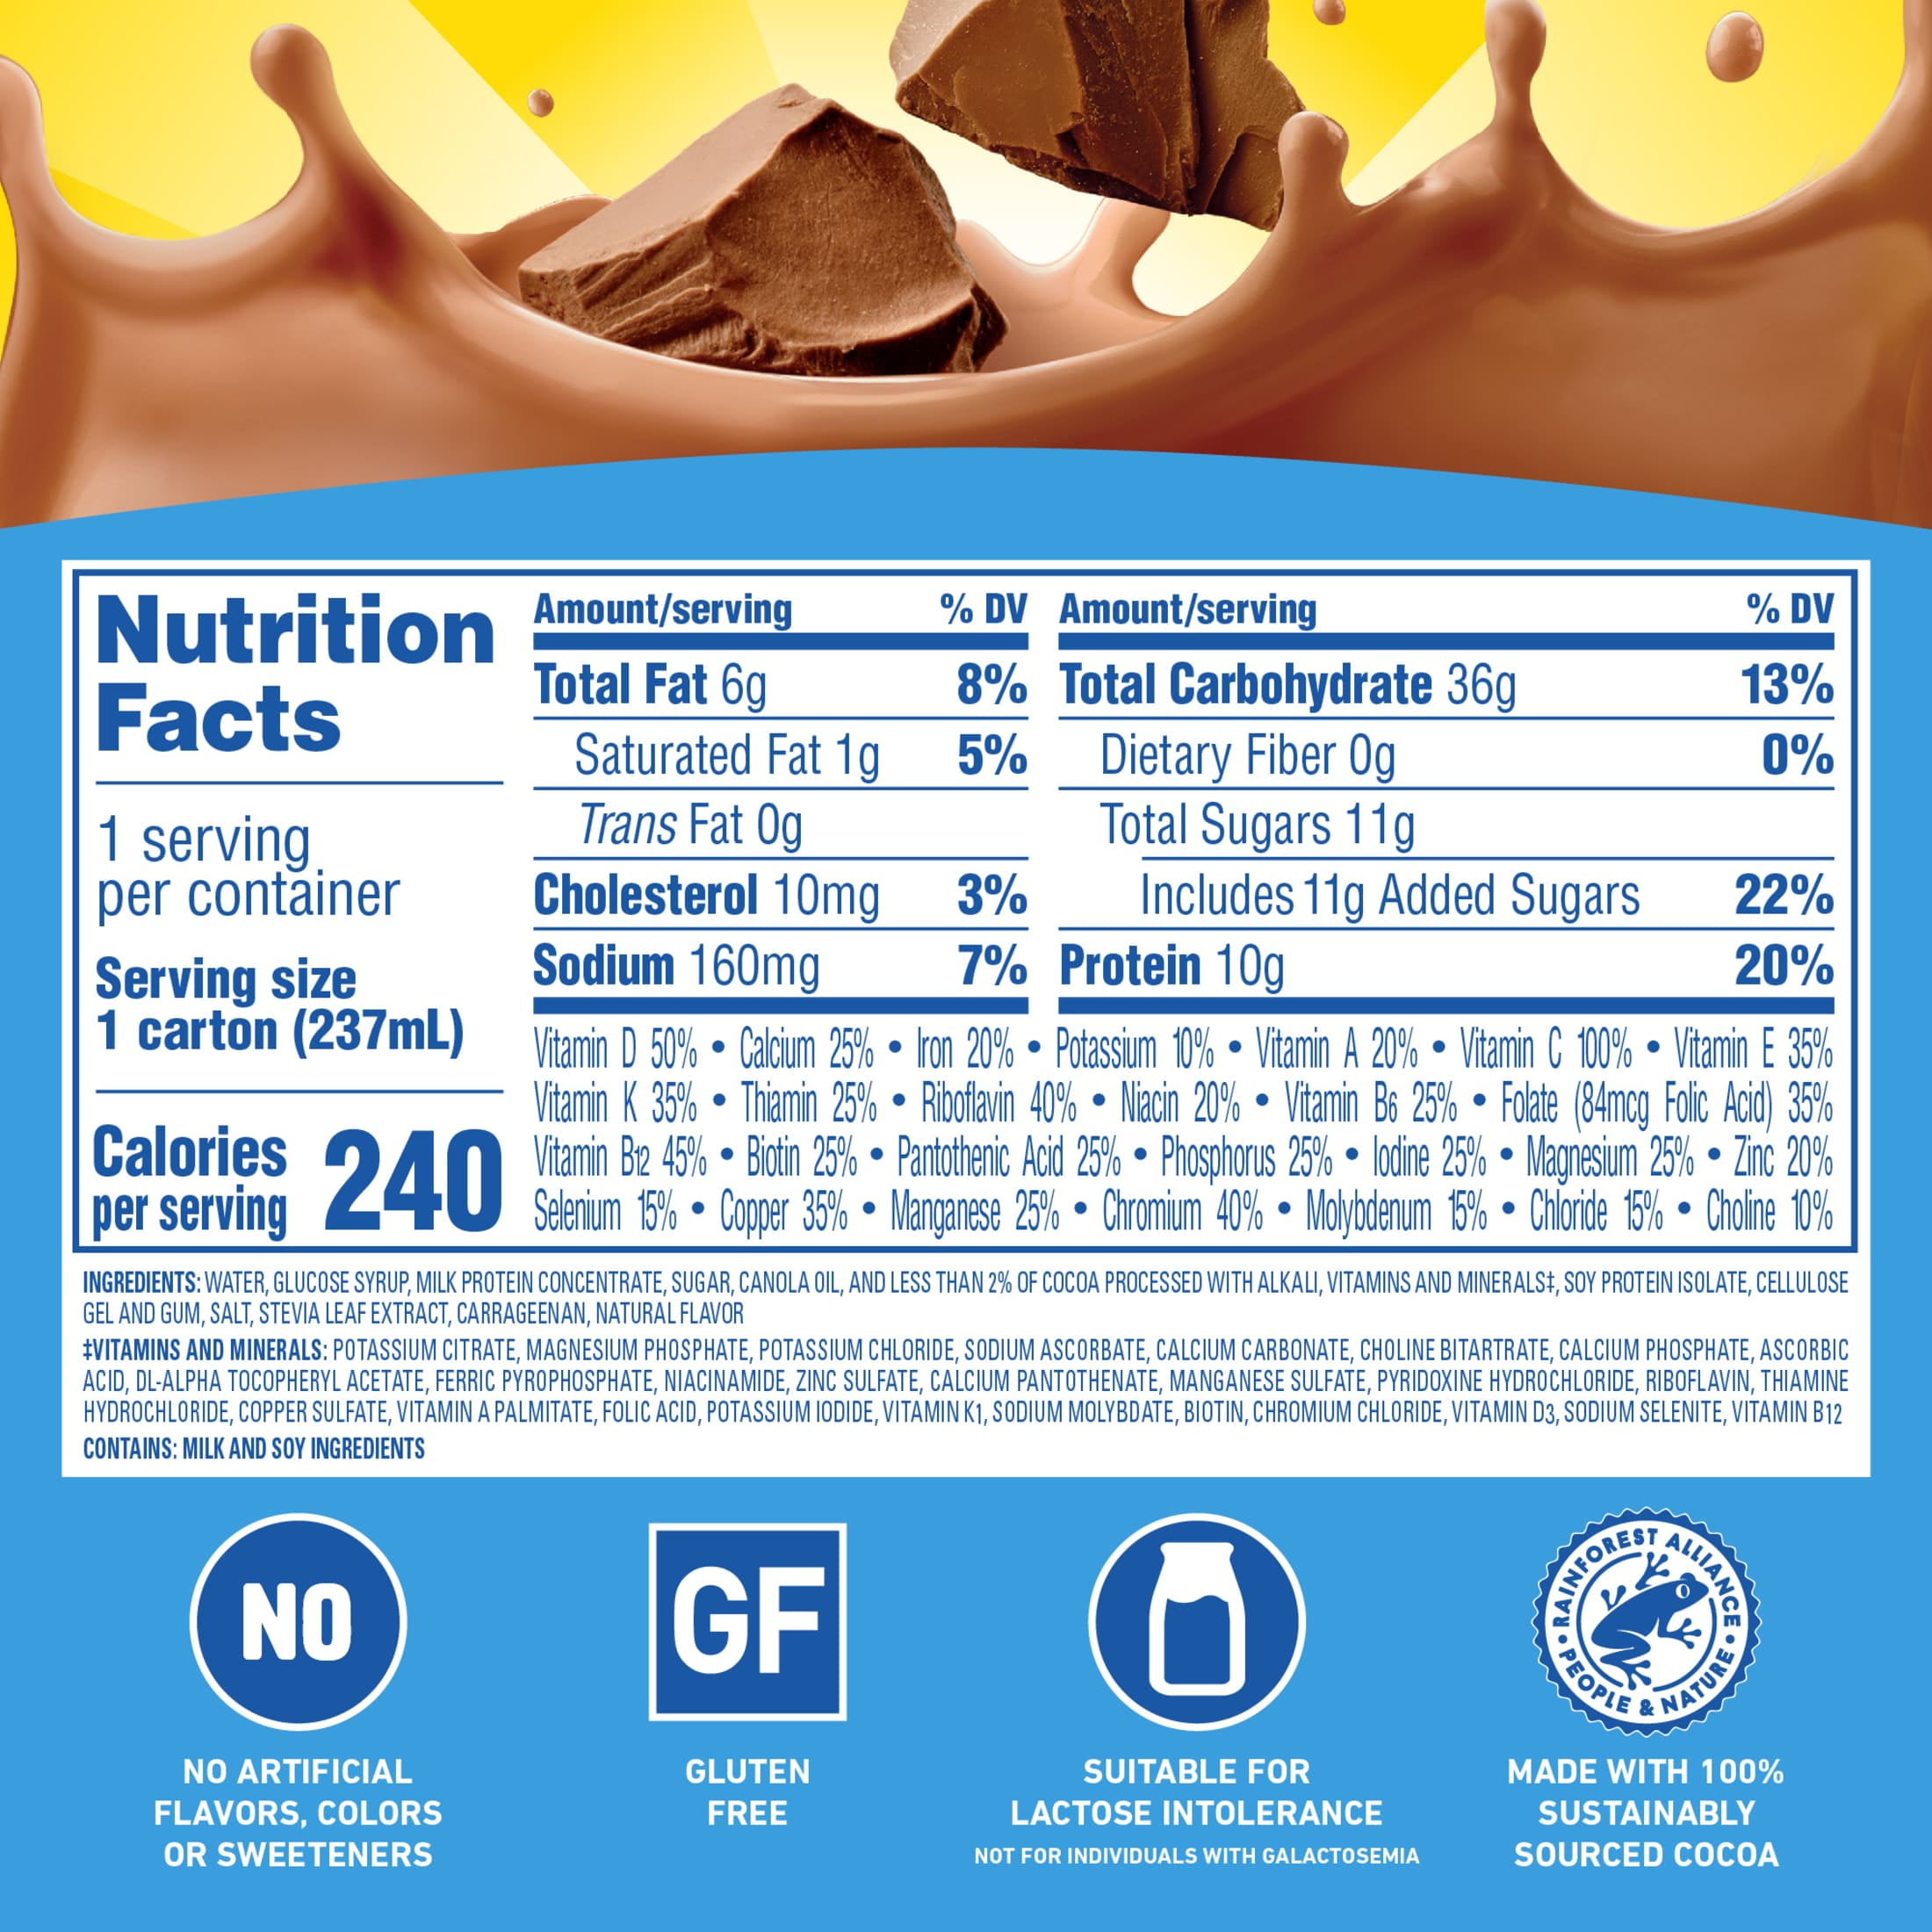 Nutrition
Facts
1 serving
per container
Serving size
1 carton (237mL)
Calories
per serving 240
Amount/serving % DV
Total Fat 6g 8%
Saturated Fat 1g 5%
Trans Fat 0g
Cholesterol 10mg 3%
Sodium 160mg 7%
Amount/serving % DV
Total Carbohydrate 36g 13%
Dietary Fiber 0g 0%
Total Sugars 11g
Includes 11g Added Sugars 22%
Protein 10g 20%
Vitamin D 50% • Calcium 25% • Iron 20% • Potassium 10% • Vitamin A 20% • Vitamin C 100% • Vitamin E 35%
Vitamin K 35% • Thiamin 25% • Riboflavin 40% • Niacin 20% • Vitamin B6 25% • Folate (84mcg Folic Acid) 35%
Vitamin B12 45% • Biotin 25% • Pantothenic Acid 25% • Phosphorus 25% • Iodine 25% • Magnesium 25% • Zinc 20%
Selenium 15% • Copper 35% • Manganese 25% • Chromium 40% • Molybdenum 15% • Chloride 15% • Choline 10%
INGREDIENTS: WATER, GLUCOSE SYRUP, MILK PROTEIN CONCENTRATE, SUGAR, CANOLA OIL, AND LESS THAN 2% OF COCOA PROCESSED WITH ALKALI, VITAMINS AND MINERALS‡, SOY PROTEIN ISOLATE, CELLULOSE
GEL AND GUM, SALT, STEVIA LEAF EXTRACT, CARRAGEENAN, NATURAL FLAVOR
‡VITAMINS AND MINERALS: POTASSIUM CITRATE, MAGNESIUM PHOSPHATE, POTASSIUM CHLORIDE, SODIUM ASCORBATE, CALCIUM CARBONATE, CHOLINE BITARTRATE, CALCIUM PHOSPHATE, ASCORBIC
ACID, DL-ALPHA TOCOPHERYL ACETATE, FERRIC PYROPHOSPHATE, NIACINAMIDE, ZINC SULFATE, CALCIUM PANTOTHENATE, MANGANESE SULFATE, PYRIDOXINE HYDROCHLORIDE, RIBOFLAVIN, THIAMINE
HYDROCHLORIDE, COPPER SULFATE, VITAMIN A PALMITATE, FOLIC ACID, POTASSIUM IODIDE, VITAMIN K1, SODIUM MOLYBDATE, BIOTIN, CHROMIUM CHLORIDE, VITAMIN D3, SODIUM SELENITE, VITAMIN B12
CONTAINS: MILK AND SOY INGREDIENTS
NO
NO ARTIFICIAL
FLAVORS, COLORS
OR SWEETENERS
GF
GLUTEN
FREE
SUITABLE FOR
LACTOSE INTOLERANCE
NOT FOR INDIVIDUALS WITH GALACTOSEMIA
RAINFOREST ALLIANCE
• PEOPLE & NATURE •
MADE WITH 100%
SUSTAINABLY
SOURCED COCOA